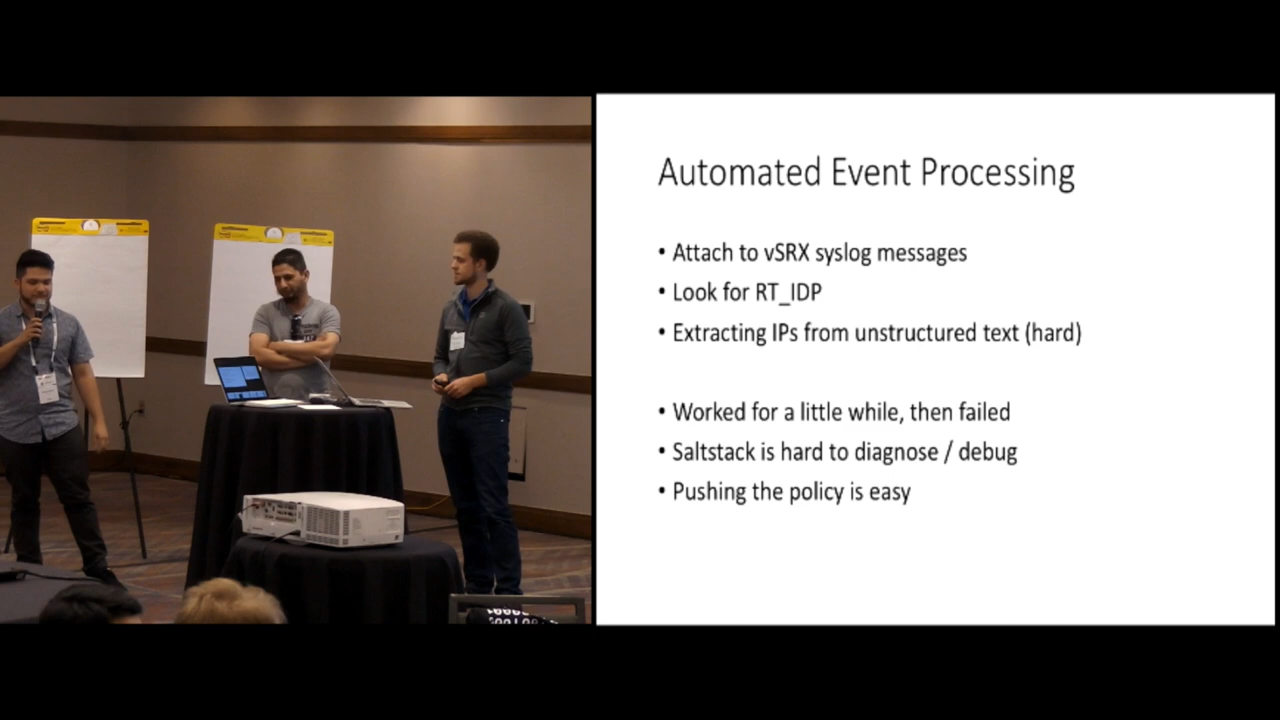 Automated Event Processing
• Attach to vSRX syslog messages
• Look for RT_IDP
• Extracting IPs from unstructured text (hard)
• Worked for a little while, then failed
• Saltstack is hard to diagnose / debug
• Pushing the policy is easy